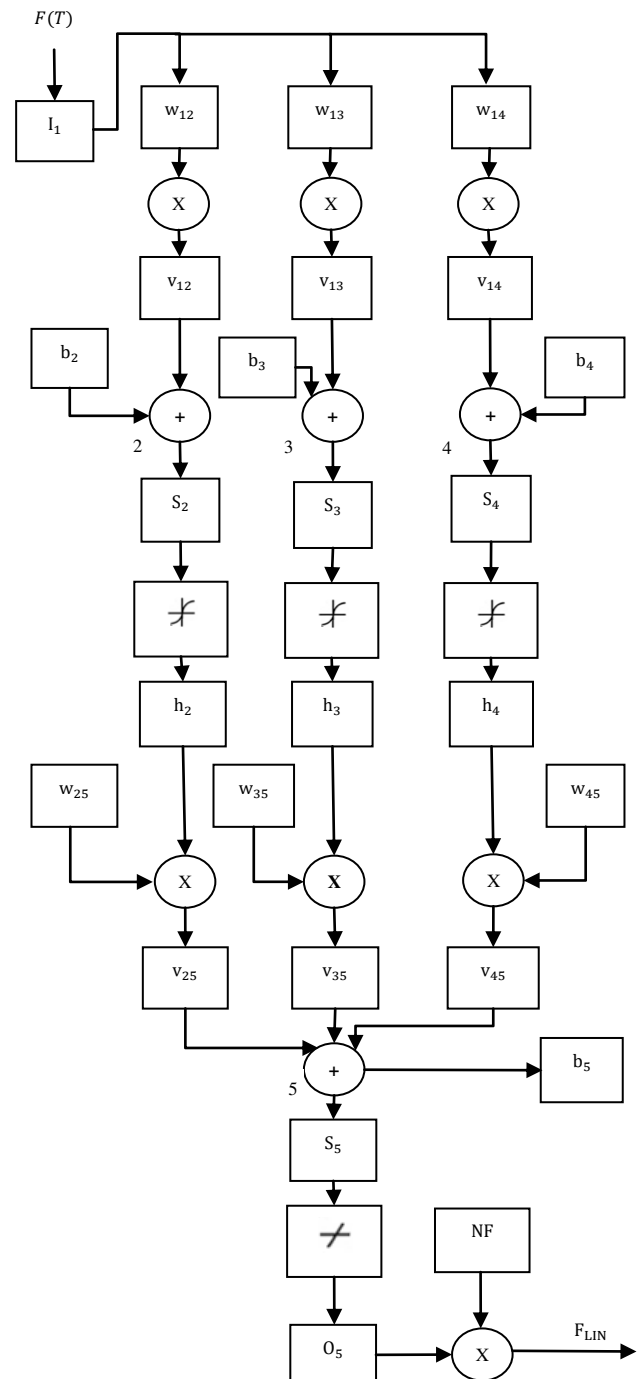 F(T)
I₁
w₁₂
w₁₃
w₁₄
X
X
X
v₁₂
v₁₃
v₁₄
b₂
b₃
b₄
+
+
+
2
3
4
S₂
S₃
S₄
h₂
h₃
h₄
w₂₅
w₃₅
w₄₅
X
X
X
v₂₅
v₃₅
v₄₅
+
b₅
5
S₅
NF
O₅
X
F_LIN